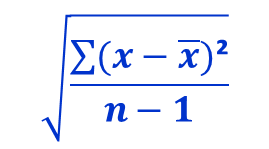 √
∑(x − x̅)²
n − 1